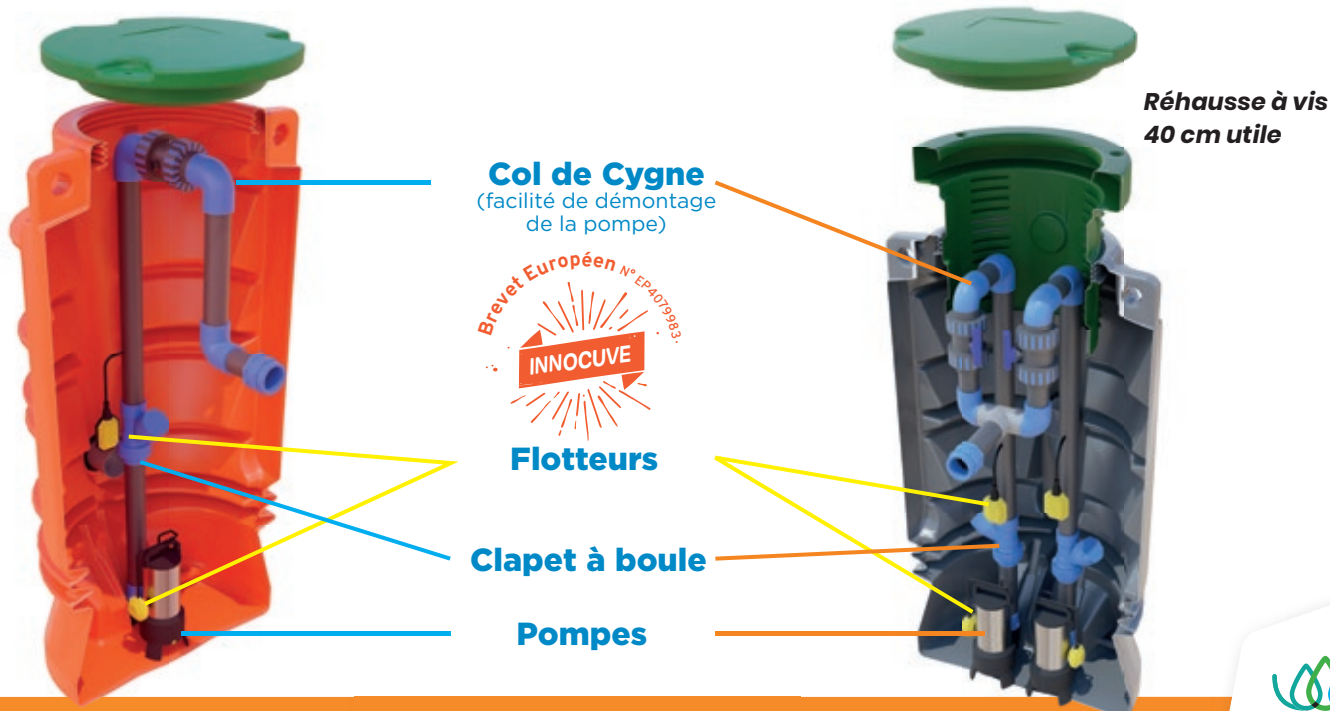 Réhausse à vis
40 cm utile
Col de Cygne
(facilité de démontage
de la pompe)
Brevet Européen N° EP4079983.
INNOCUVE
Flotteurs
Clapet à boule
Pompes